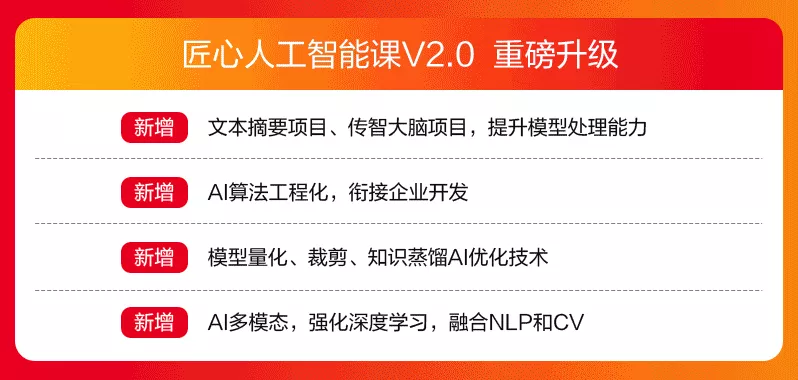 匠心人工智能课V2.0 重磅升级
新增 文本摘要项目、传智大脑项目，提升模型处理能力
新增 AI算法工程化，衔接企业开发
新增 模型量化、裁剪、知识蒸馏AI优化技术
新增 AI多模态，强化深度学习，融合NLP和CV